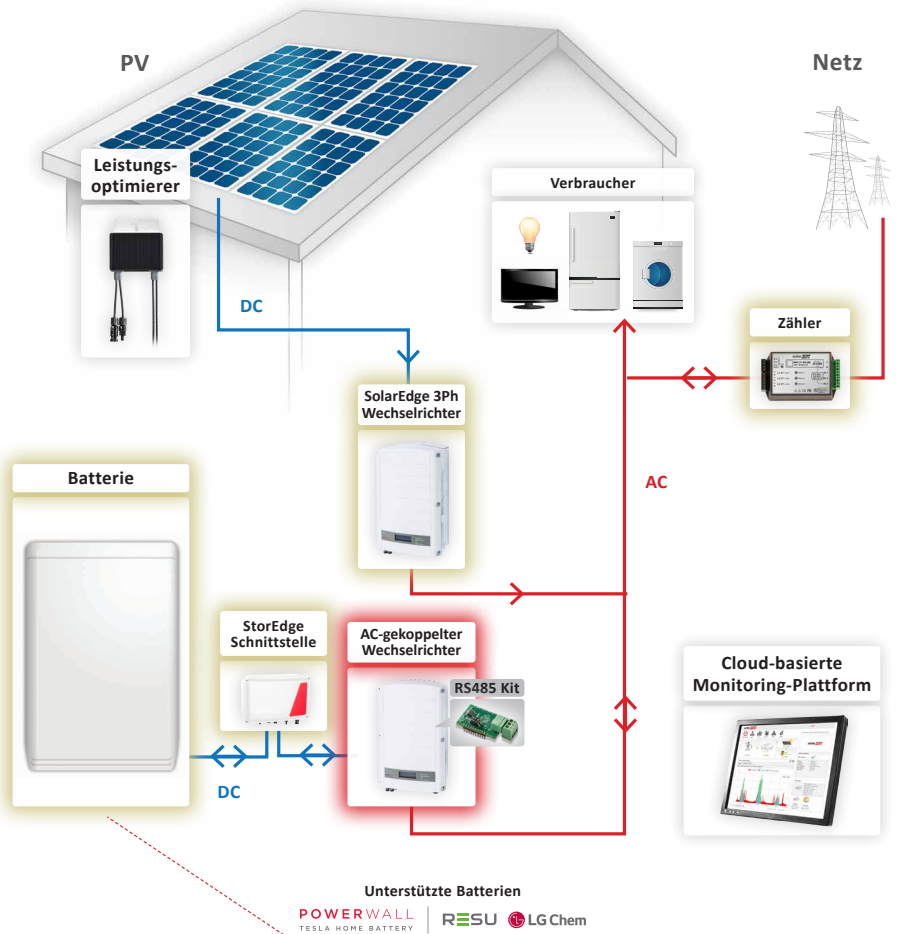 PV
Netz
Leistungs-
optimierer
Verbraucher
DC
Zähler
SolarEdge 3Ph
Wechselrichter
AC
Batterie
StorEdge
Schnittstelle
AC-gekoppelter
Wechselrichter
RS485 Kit
Cloud-basierte
Monitoring-Plattform
DC
Unterstützte Batterien
POWERWALL
TESLA HOME BATTERY
RESU
LG Chem